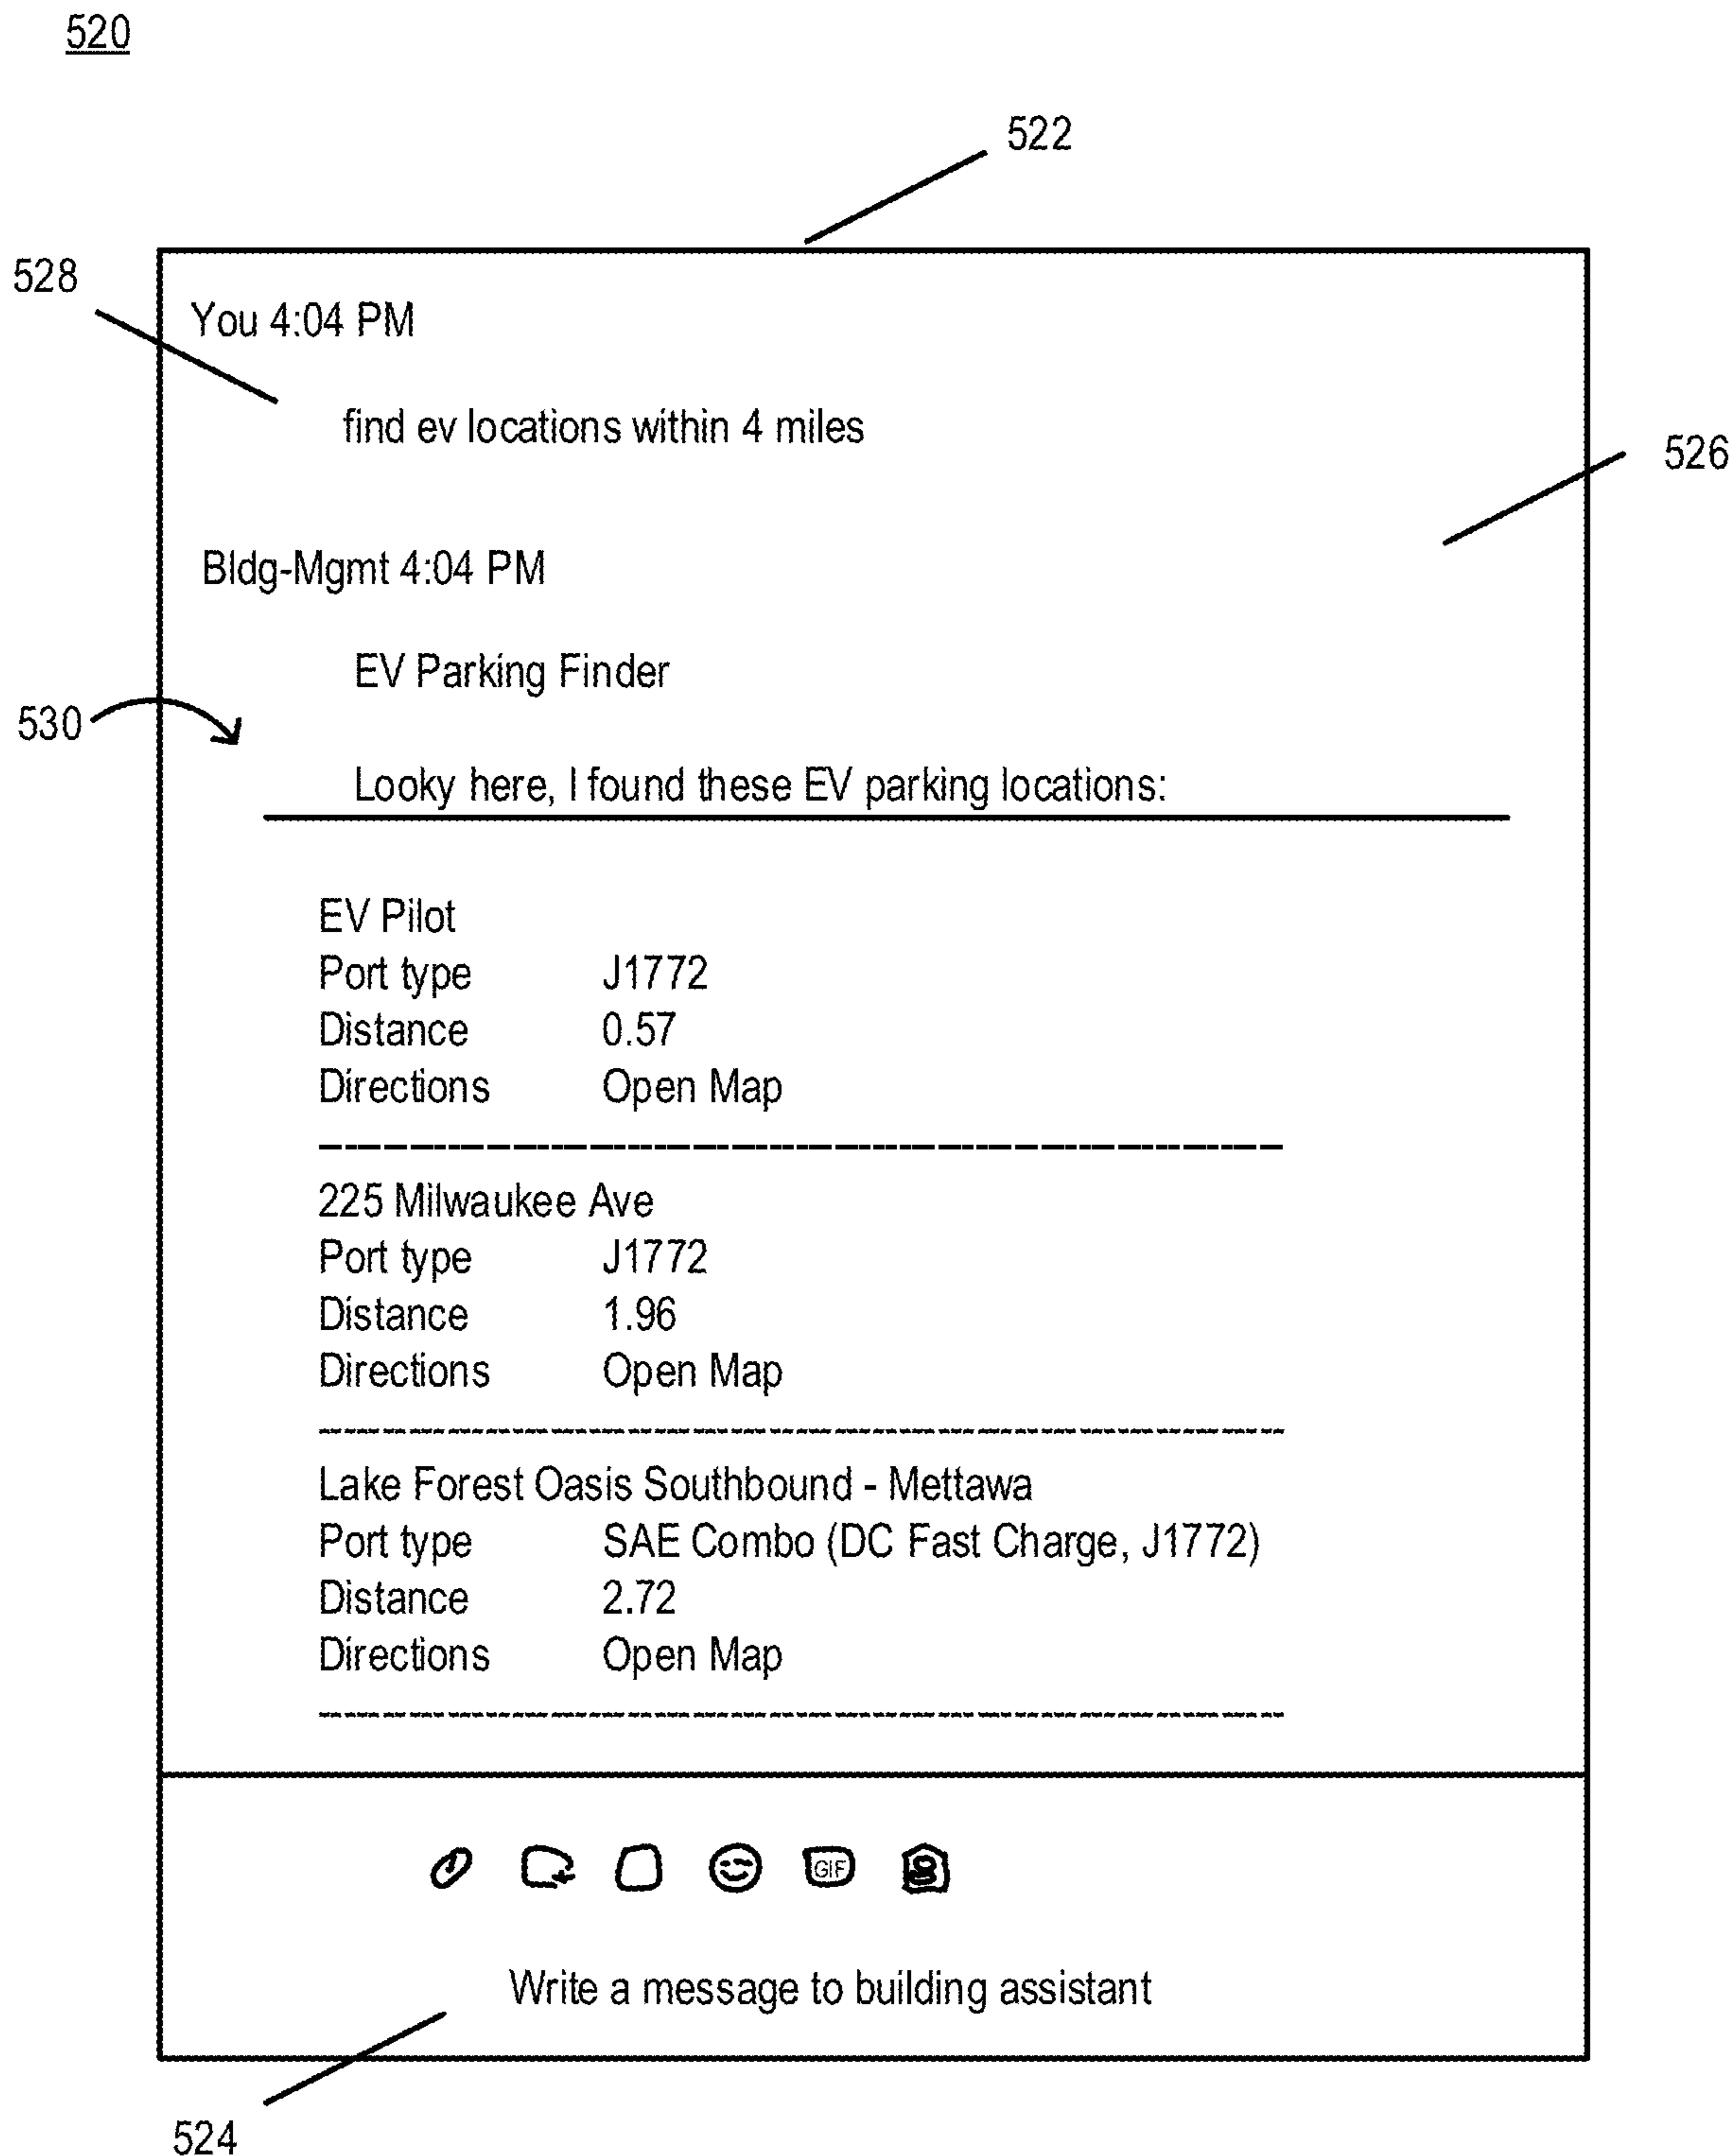 520
522
528
You 4:04 PM
find ev locations within 4 miles
526
Bldg-Mgmt 4:04 PM
EV Parking Finder
530
Looky here, I found these EV parking locations:
EV Pilot
Port type J1772
Distance 0.57
Directions Open Map
225 Milwaukee Ave
Port type J1772
Distance 1.96
Directions Open Map
Lake Forest Oasis Southbound - Mettawa
Port type SAE Combo (DC Fast Charge, J1772)
Distance 2.72
Directions Open Map
GIF
Write a message to building assistant
524